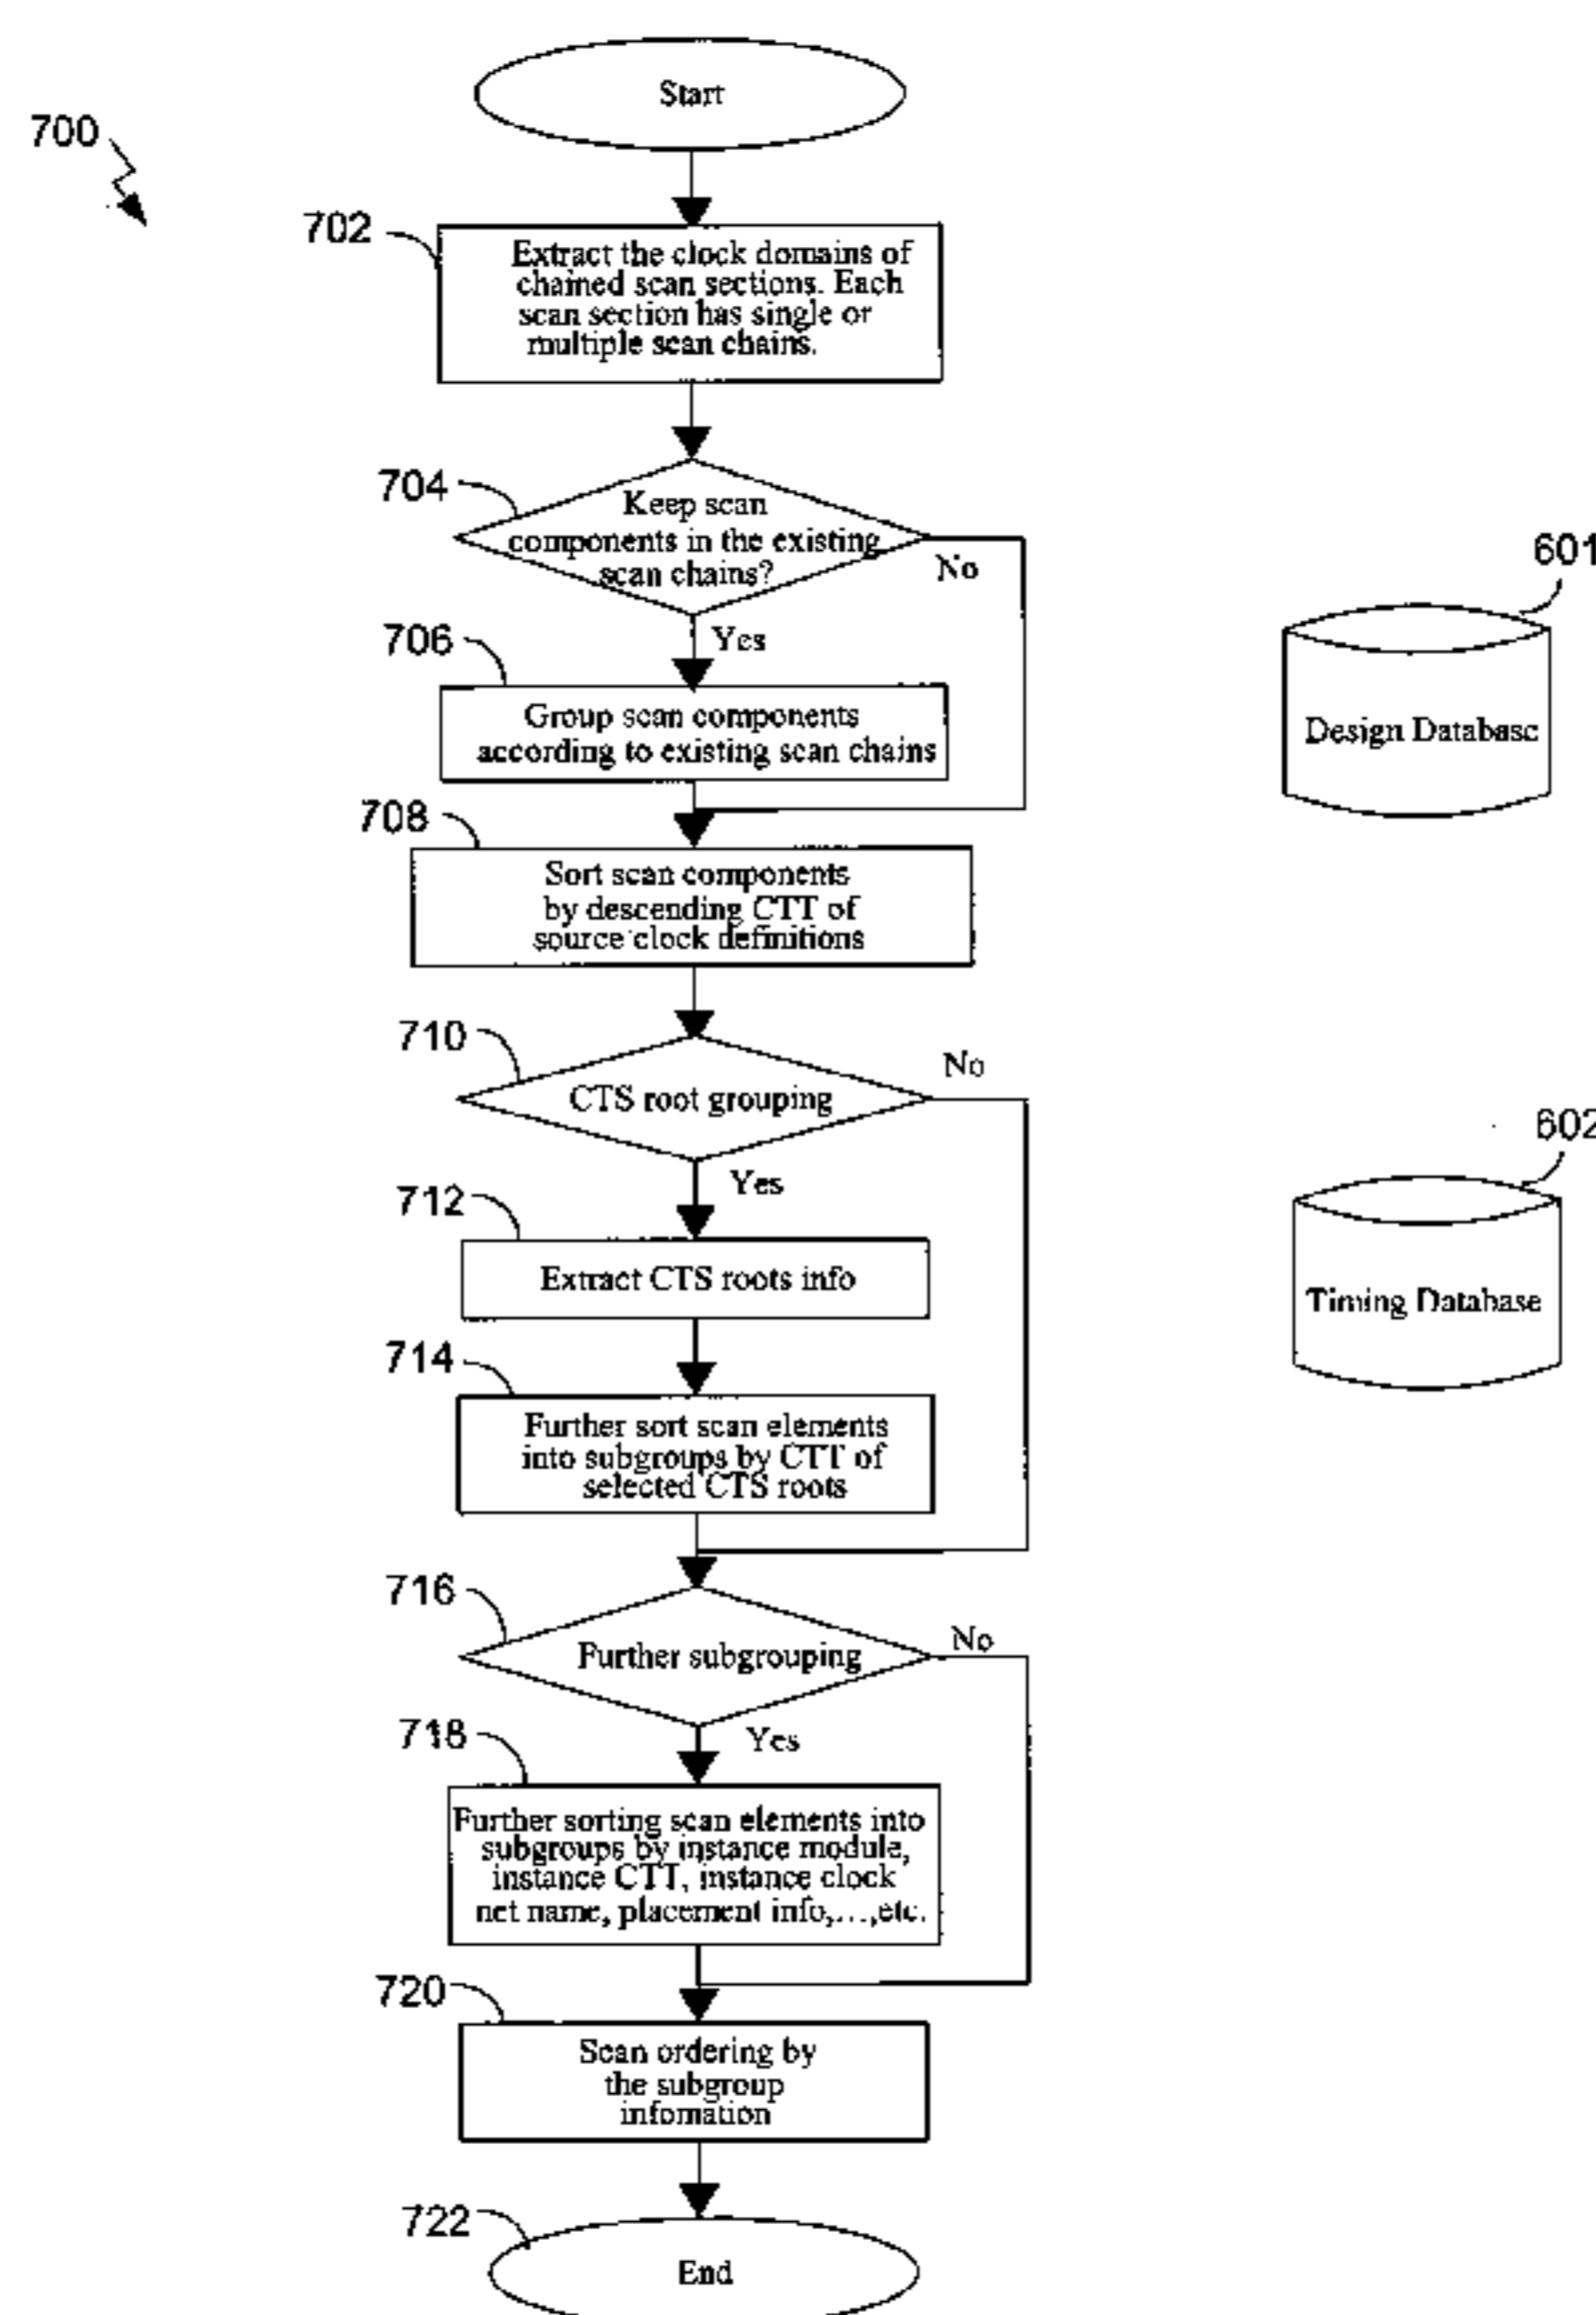 700
Start
702
Extract the clock domains of
chained scan sections. Each
scan section has single or
multiple scan chains.
704
Keep scan
components in the existing
scan chains?
No
Yes
706
Group scan components
according to existing scan chains
708
Sort scan components
by descending CTT of
source clock definitions
710
CTS root grouping
No
Yes
712
Extract CTS roots info
714
Further sort scan elements
into subgroups by CTT of
selected CTS roots
716
Further subgrouping
No
Yes
718
Further sorting scan elements into
subgroups by instance module,
instance CTT, instance clock
net name, placement info,...,etc.
720
Scan ordering by
the subgroup
infomation
722
End
601
Design Database
602
Timing Database